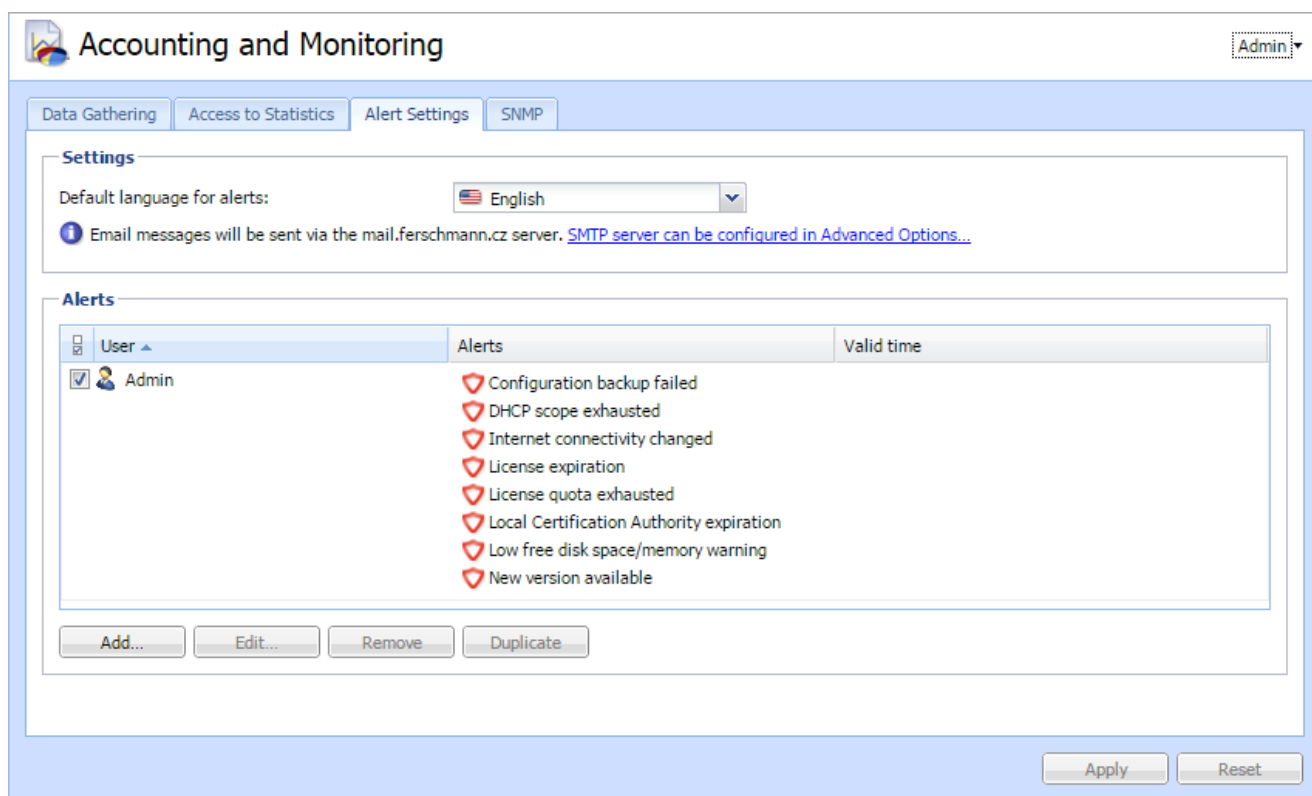 Accounting and Monitoring
Admin
Data Gathering Access to Statistics Alert Settings SNMP
Settings
Default language for alerts: English
Email messages will be sent via the mail.ferschmann.cz server. SMTP server can be configured in Advanced Options...
Alerts
User Alerts Valid time
Admin Configuration backup failed
DHCP scope exhausted
Internet connectivity changed
License expiration
License quota exhausted
Local Certification Authority expiration
Low free disk space/memory warning
New version available
Add... Edit... Remove Duplicate
Apply Reset